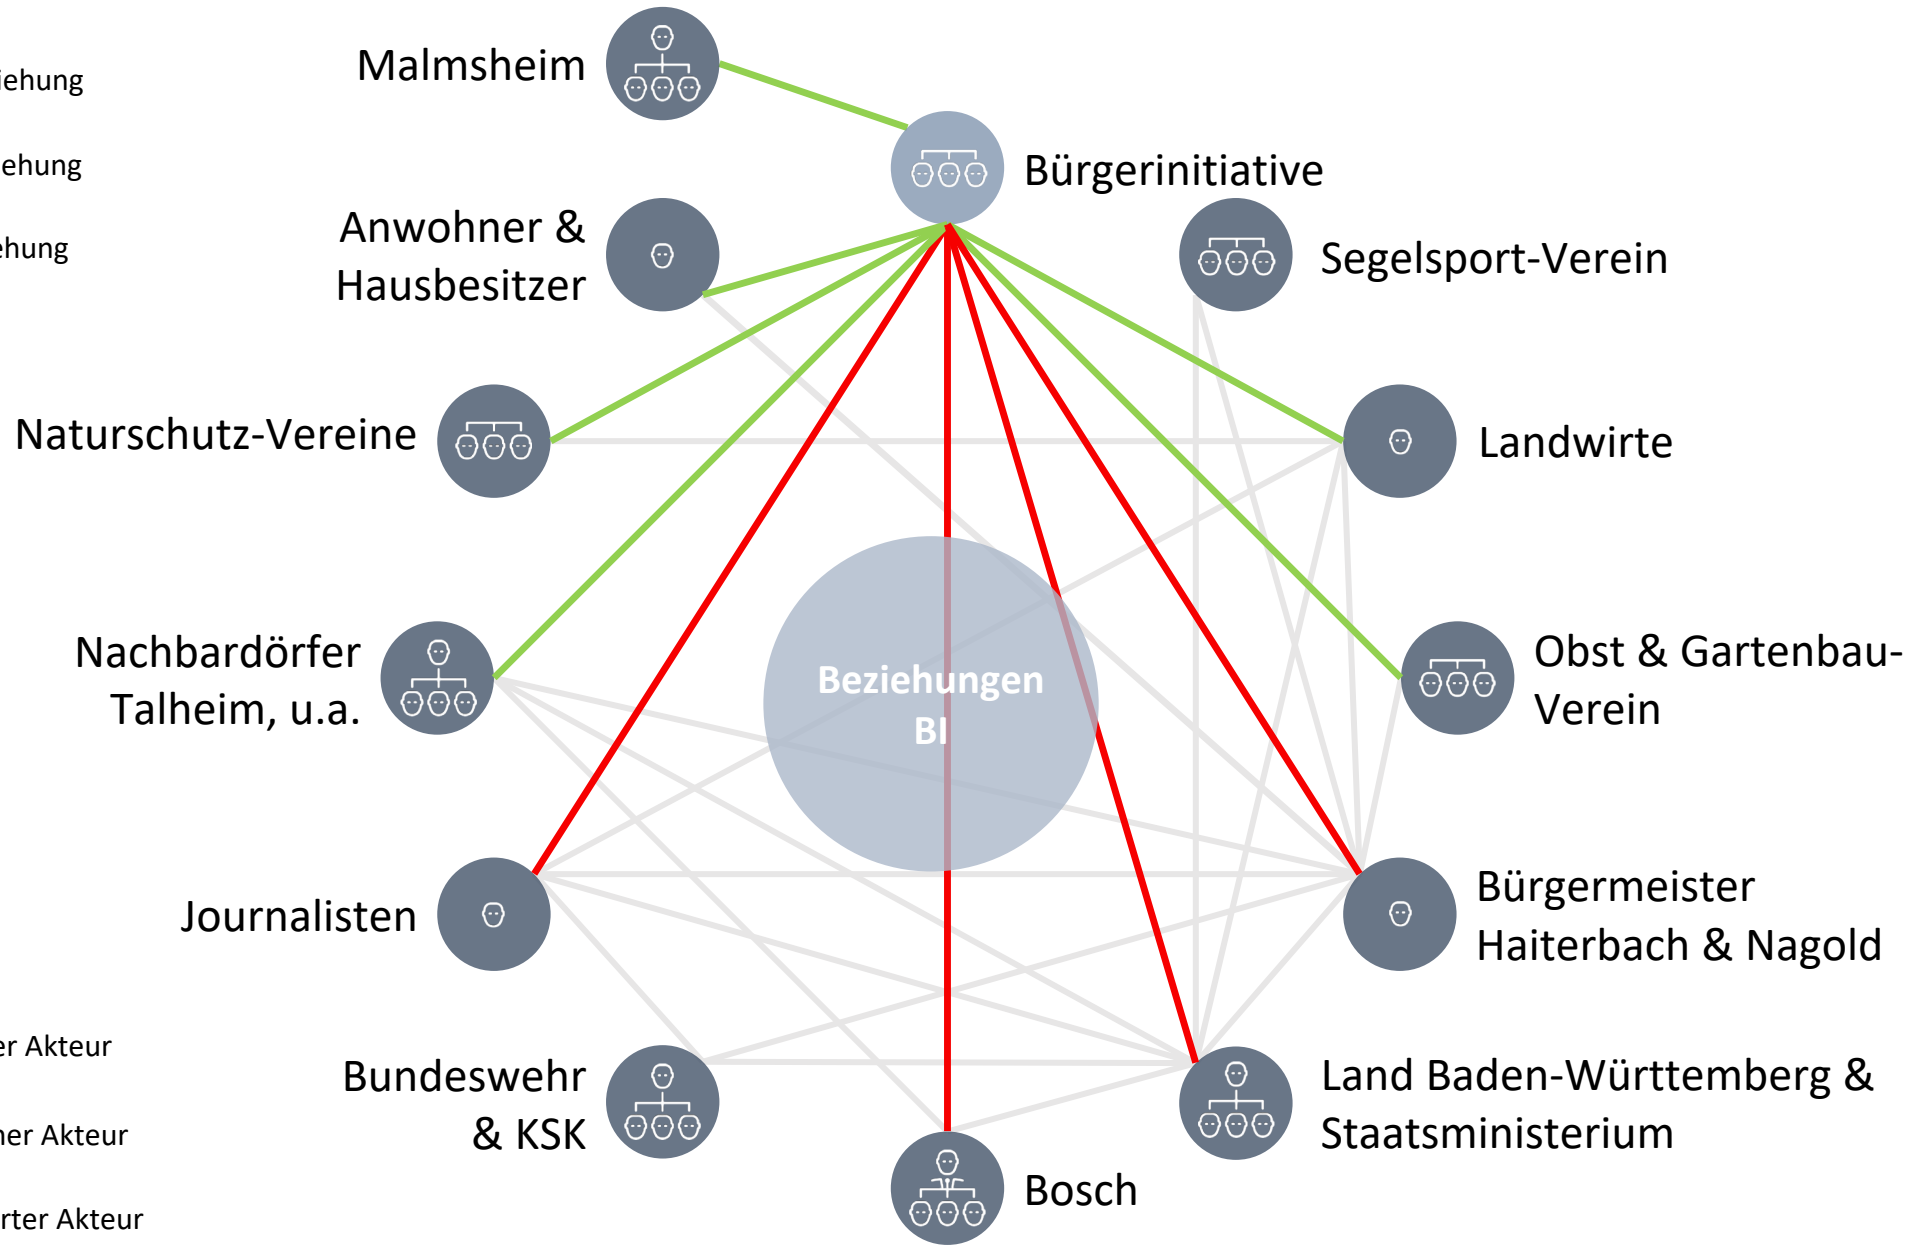 Malmsheim
Bürgerinitiative
Anwohner &
Hausbesitzer
Segelsport-Verein
Naturschutz-Vereine
Landwirte
Nachbardörfer
Talheim, u.a.
Beziehungen
BI
Obst & Gartenbau-
Verein
Journalisten
Bürgermeister
Haiterbach & Nagold
Bundeswehr
& KSK
Land Baden-Württemberg &
Staatsministerium
Bosch
iehung
ehung
ehung
er Akteur
her Akteur
rter Akteur